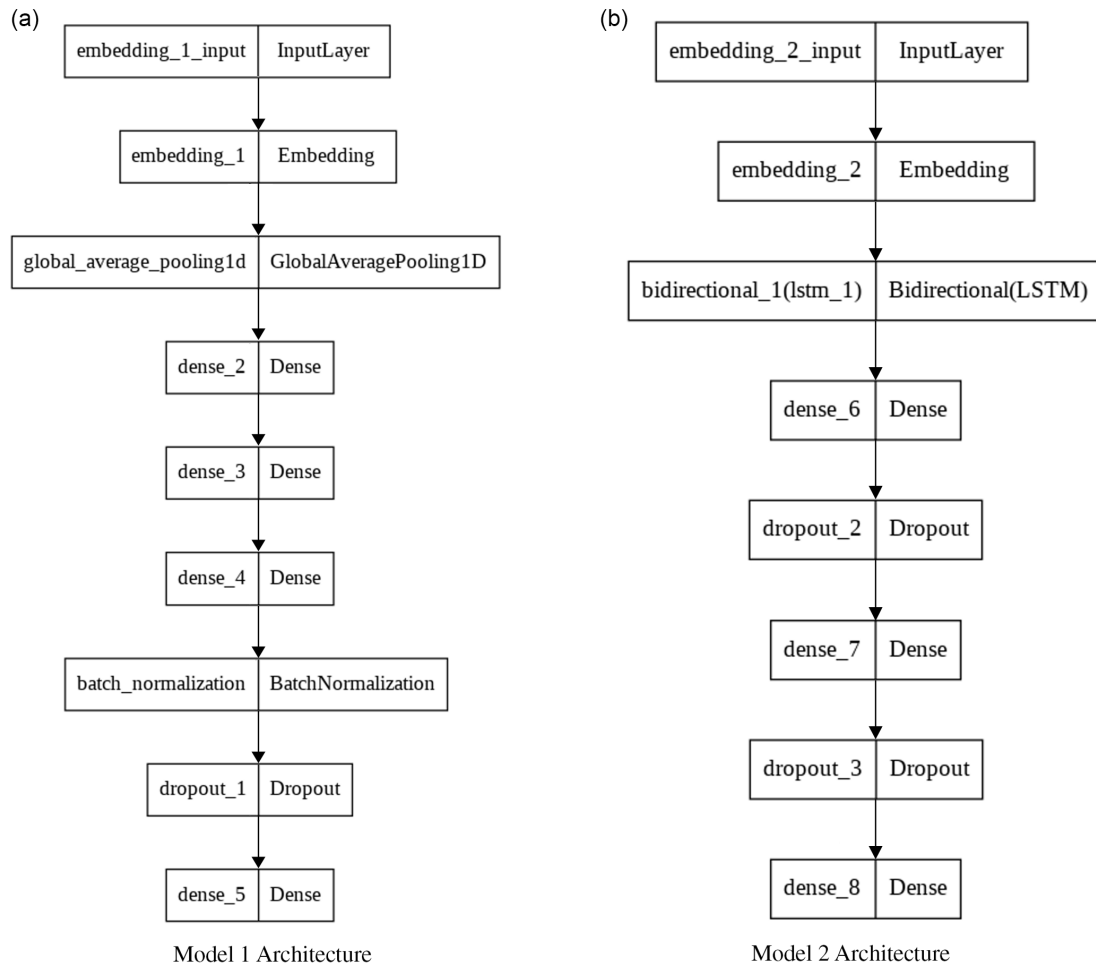 (a)
embedding_1_input InputLayer
embedding_1 Embedding
global_average_pooling1d GlobalAveragePooling1D
dense_2 Dense
dense_3 Dense
dense_4 Dense
batch_normalization BatchNormalization
dropout_1 Dropout
dense_5 Dense
Model 1 Architecture
(b)
embedding_2_input InputLayer
embedding_2 Embedding
bidirectional_1(lstm_1) Bidirectional(LSTM)
dense_6 Dense
dropout_2 Dropout
dense_7 Dense
dropout_3 Dropout
dense_8 Dense
Model 2 Architecture